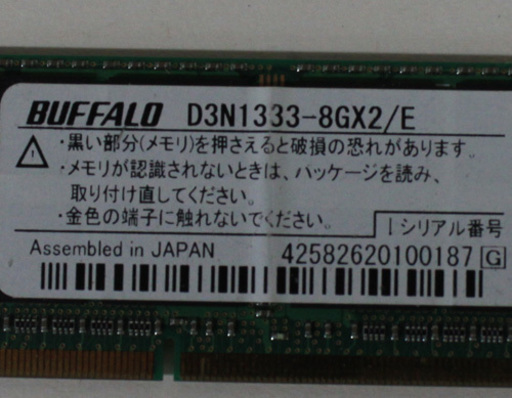 BUFFALO D3N1333-8GX2/E
・黒い部分(メモリ)を押さえると破損の恐れがあります。
・メモリが認識されないときは、パッケージを読み、
取り付け直してください。
・金色の端子に触れないでください。
シリアル番号
Assembled in JAPAN 42582620100187 G